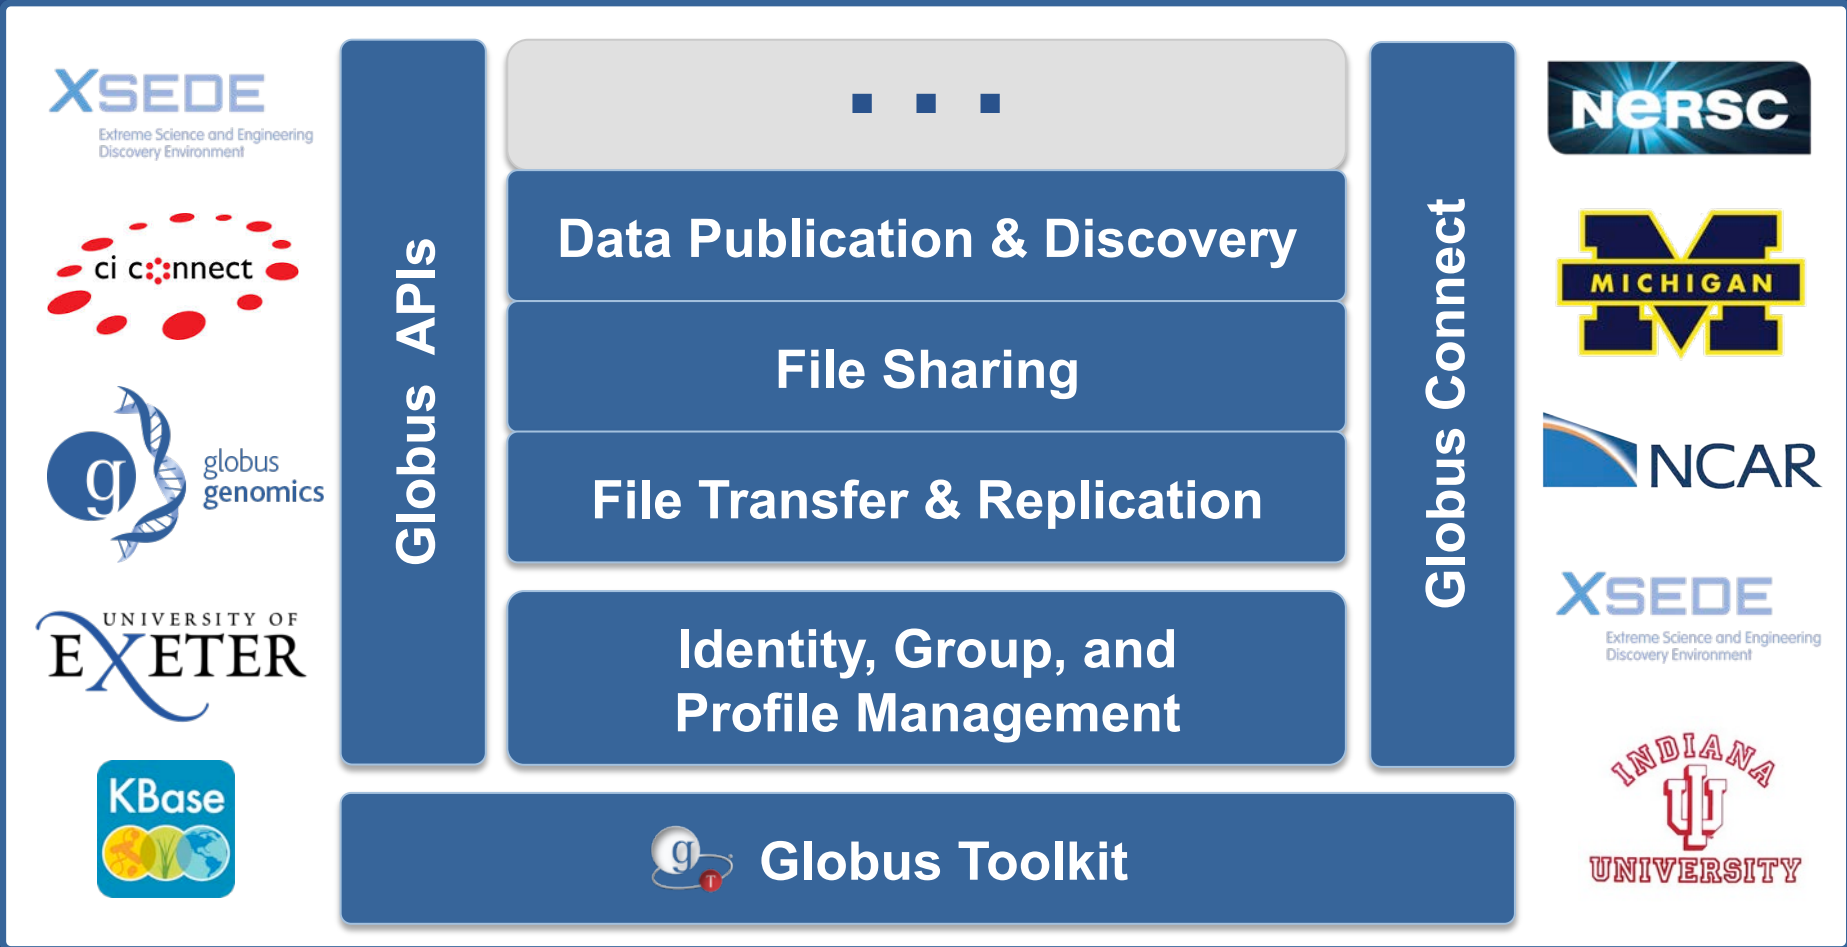 XSEDE
Extreme Science and Engineering
Discovery Environment
ci connect
g
globus
genomics
UNIVERSITY OF
EXETER
KBase
Globus APIs
...
Data Publication & Discovery
File Sharing
File Transfer & Replication
Identity, Group, and
Profile Management
g
T
Globus Toolkit
Globus Connect
NERSC
M
MICHIGAN
NCAR
XSEDE
Extreme Science and Engineering
Discovery Environment
INDIANA
IU
UNIVERSITY